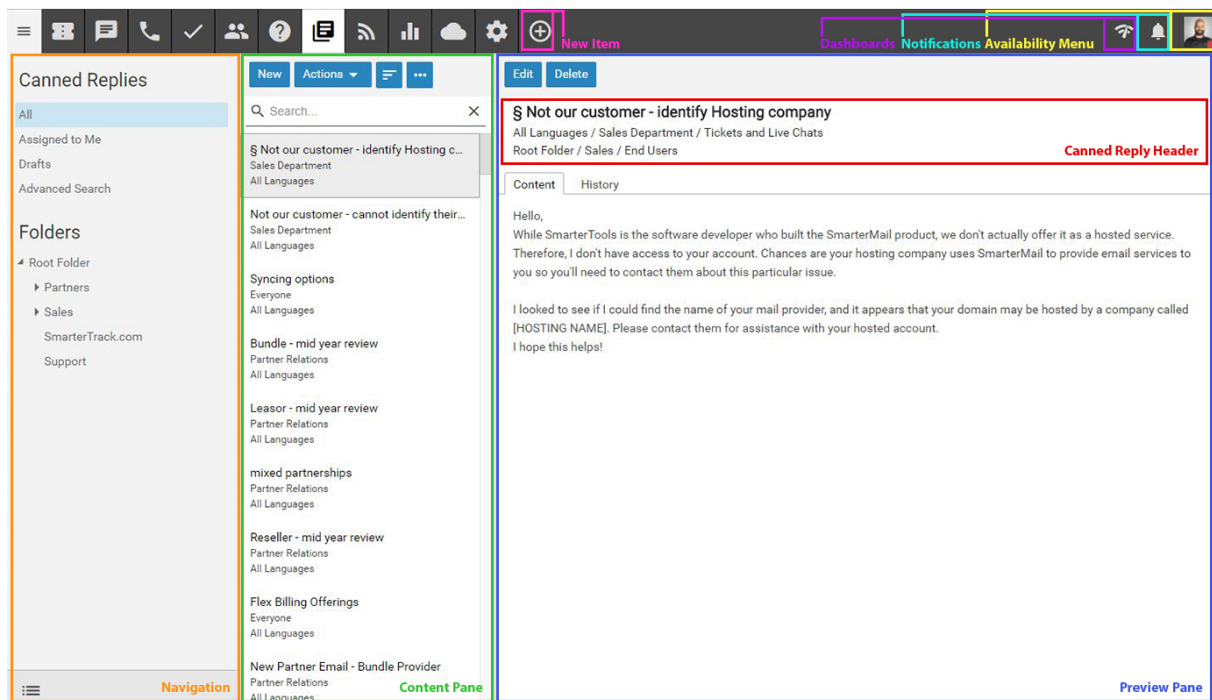 New Item
Dashboards Notifications Availability Menu
Canned Replies
All
Assigned to Me
Drafts
Advanced Search
Folders
Root Folder
Partners
Sales
SmarterTrack.com
Support
Navigation
New Actions
Search...
§ Not our customer - identify Hosting c...
Sales Department
All Languages
Not our customer - cannot identify their...
Sales Department
All Languages
Syncing options
Everyone
All Languages
Bundle - mid year review
Partner Relations
All Languages
Leasor - mid year review
Partner Relations
All Languages
mixed partnerships
Partner Relations
All Languages
Reseller - mid year review
Partner Relations
All Languages
Flex Billing Offerings
Everyone
All Languages
New Partner Email - Bundle Provider
Partner Relations
All Languages
Content Pane
Edit Delete
§ Not our customer - identify Hosting company
All Languages / Sales Department / Tickets and Live Chats
Root Folder / Sales / End Users
Canned Reply Header
Content History
Hello,
While SmarterTools is the software developer who built the SmarterMail product, we don't actually offer it as a hosted service.
Therefore, I don't have access to your account. Chances are your hosting company uses SmarterMail to provide email services to
you so you'll need to contact them about this particular issue.
I looked to see if I could find the name of your mail provider, and it appears that your domain may be hosted by a company called
[HOSTING NAME]. Please contact them for assistance with your hosted account.
I hope this helps!
Preview Pane